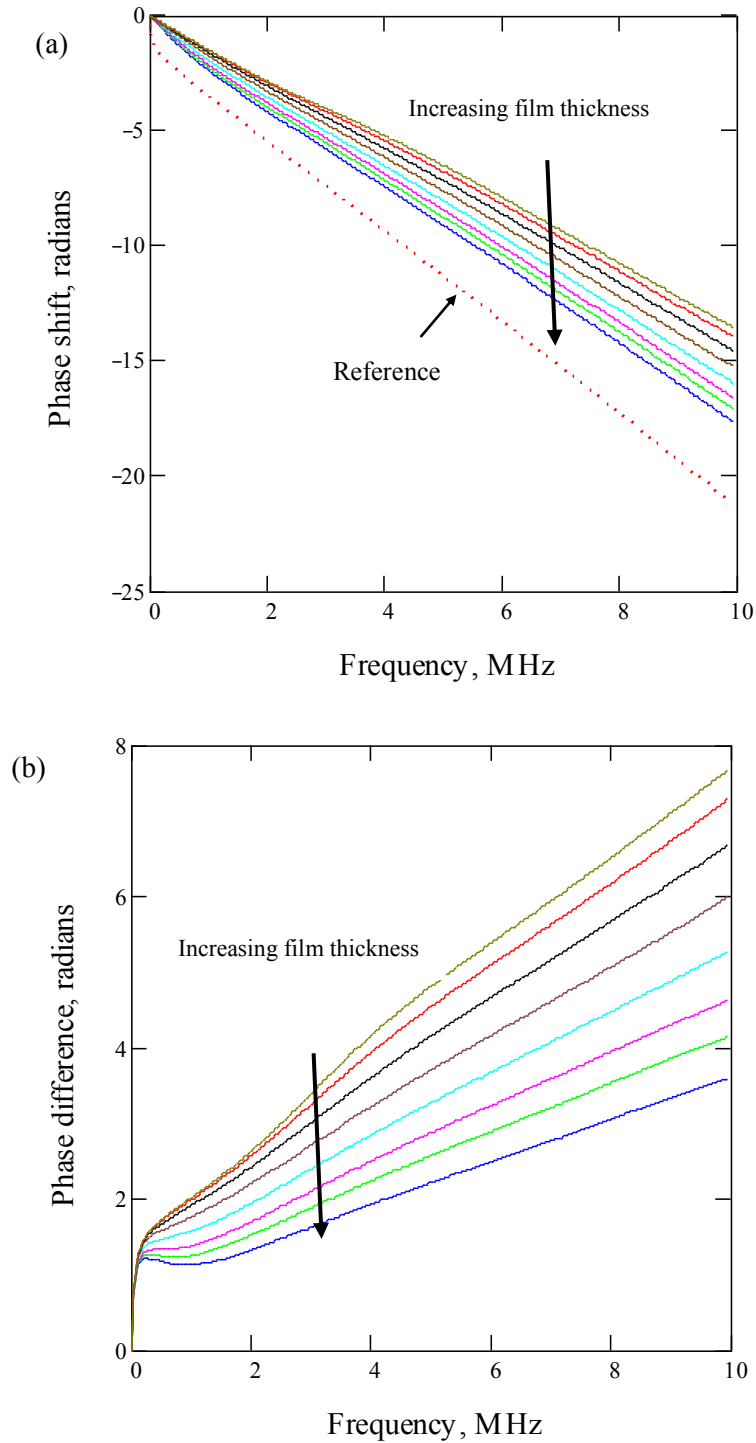 (a)
0
−5
−10
−15
−20
−25
Phase shift, radians
Increasing film thickness
Reference
0 2 4 6 8 10
Frequency, MHz
(b)
8
6
4
2
0
Phase difference, radians
Increasing film thickness
0 2 4 6 8 10
Frequency, MHz